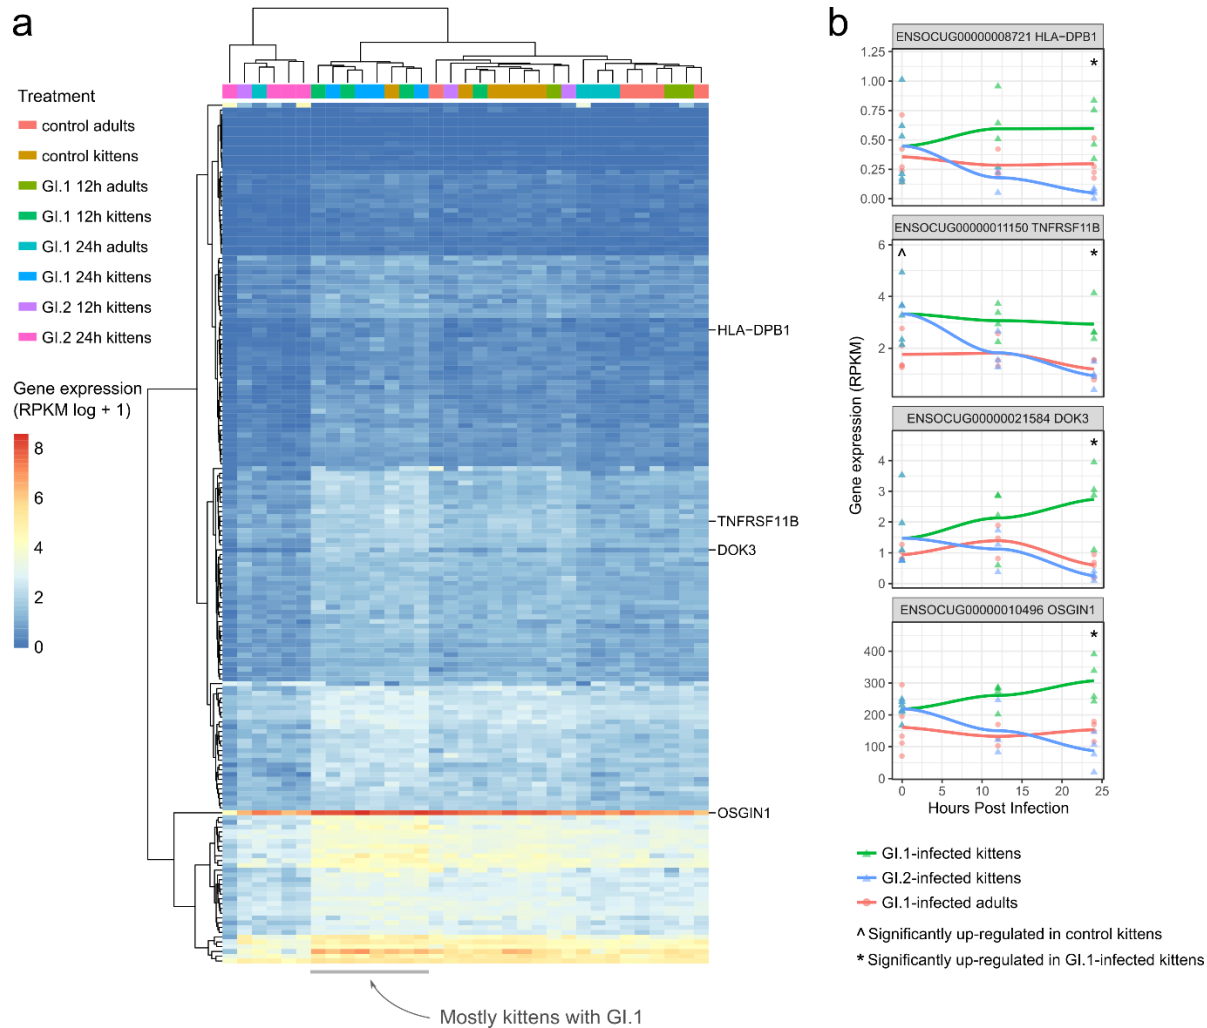 a
Treatment
control adults
control kittens
GI.1 12h adults
GI.1 12h kittens
GI.1 24h adults
GI.1 24h kittens
GI.2 12h kittens
GI.2 24h kittens
Gene expression
(RPKM log + 1)
8
6
4
2
0
HLA−DPB1
TNFRSF11B
DOK3
OSGIN1
Mostly kittens with GI.1
b
ENSOCUG00000008721 HLA−DPB1
1.25
1.00
0.75
0.50
0.25
0.00
*
ENSOCUG00000011150 TNFRSF11B
6
4
2
^
*
ENSOCUG00000021584 DOK3
4
3
2
1
0
*
ENSOCUG00000010496 OSGIN1
400
300
200
100
0
*
Gene expression (RPKM)
0 5 10 15 20 25
Hours Post Infection
GI.1-infected kittens
GI.2-infected kittens
GI.1-infected adults
^ Significantly up-regulated in control kittens
* Significantly up-regulated in GI.1-infected kittens